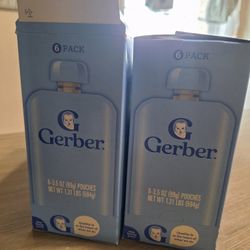 6 PACK
Gerber
6-3.5 OZ (99g) POUCHES
NET WT 1.31 LBS (594g)
6 PACK
Gerber
6-3.5 OZ (99g) POUCHES
NET WT 1.31 LBS (594g)